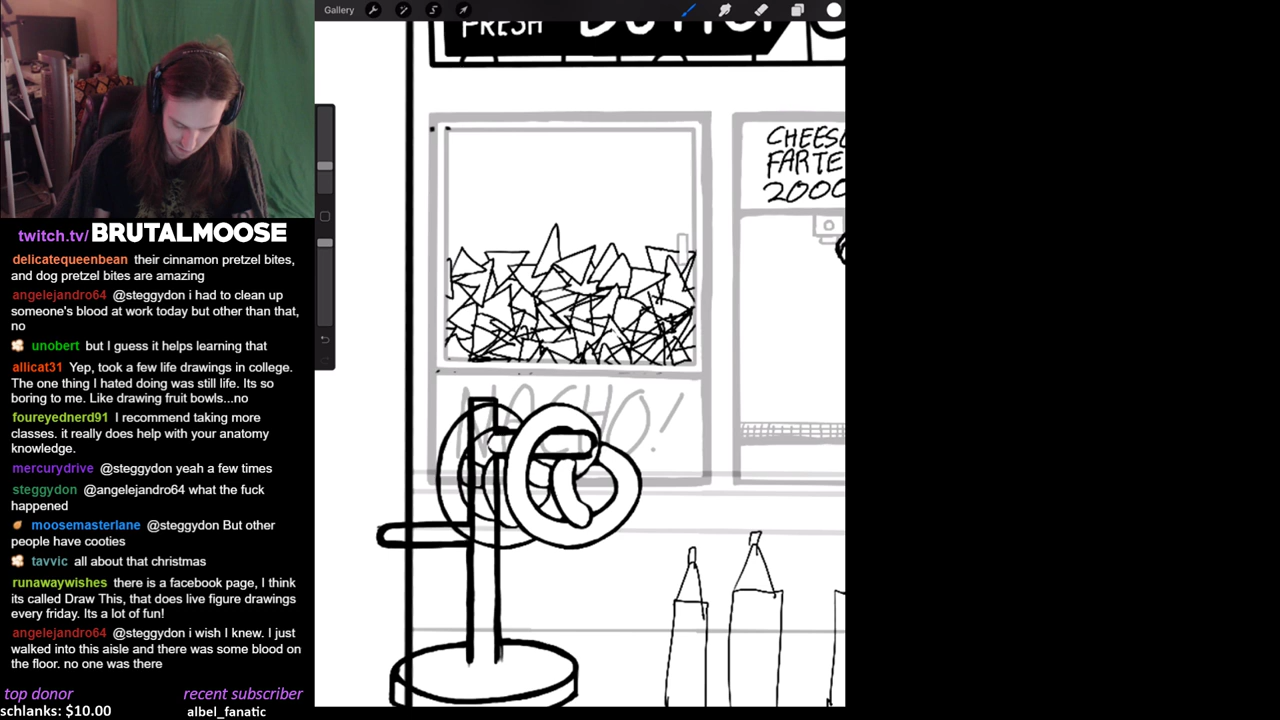 Gallery
FRESH
CHEESE
FARTE
2000
NACHO!
twitch.tv/BRUTALMOOSE
delicatequeenbean their cinnamon pretzel bites,
and dog pretzel bites are amazing
angelejandro64 @steggydon i had to clean up
someone's blood at work today but other than that,
no
unobert but I guess it helps learning that
allicat31 Yep, took a few life drawings in college.
The one thing I hated doing was still life. Its so
boring to me. Like drawing fruit bowls...no
foureyednerd91 I recommend taking more
classes. it really does help with your anatomy
knowledge.
mercurydrive @steggydon yeah a few times
steggydon @angelejandro64 what the fuck
happened
moosemasterlane @steggydon But other
people have cooties
tavvic all about that christmas
runawaywishes there is a facebook page, I think
its called Draw This, that does live figure drawings
every friday. Its a lot of fun!
angelejandro64 @steggydon i wish I knew. I just
walked into this aisle and there was some blood on
the floor. no one was there
top donor
schlanks: $10.00
recent subscriber
albel_fanatic